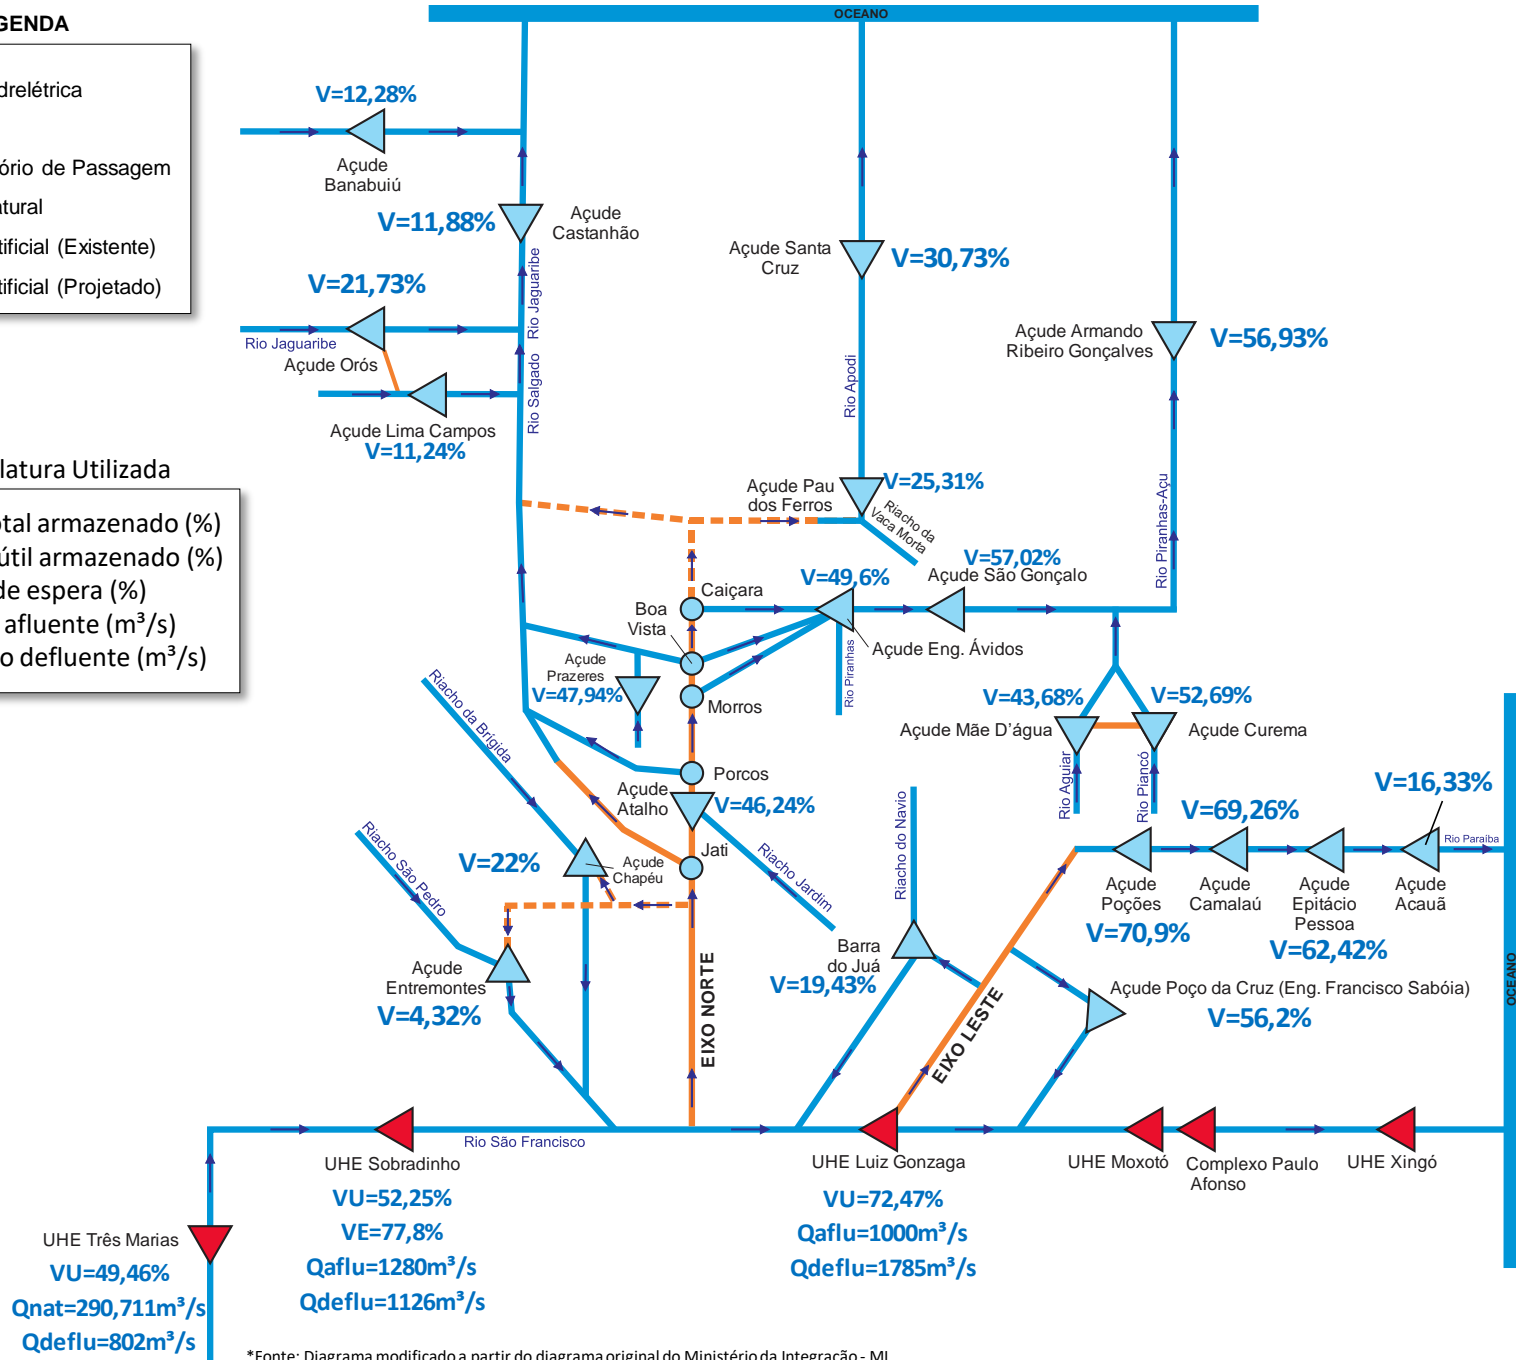 OCEANO
GENDA
drelétrica
ório de Passagem
atural
tificial (Existente)
tificial (Projetado)
V=12,28%
Açude
Banabuiú
V=11,88%
Açude
Castanhão
Rio Jaguaribe
V=21,73%
Rio Jaguaribe
Açude Orós
Rio Salgado
Açude Lima Campos
V=11,24%
Açude Santa
Cruz
V=30,73%
Rio Apodi
Açude Armando
Ribeiro Gonçalves
V=56,93%
Rio Piranhas-Açu
latura Utilizada
otal armazenado (%)
útil armazenado (%)
de espera (%)
afluente (m³/s)
o defluente (m³/s)
Açude Pau
dos Ferros
V=25,31%
Riacho da
Vaca Morta
V=57,02%
Açude São Gonçalo
V=49,6%
Açude Eng. Ávidos
Rio Piranhas
Caiçara
Boa
Vista
Morros
Açude
Prazeres
V=47,94%
Porcos
Açude
Atalho
V=46,24%
Jati
Riacho Jardim
Riacho da Brígida
Riacho São Pedro
V=22%
Açude
Chapéu
Açude
Entremontes
V=4,32%
EIXO NORTE
V=43,68%
V=52,69%
Açude Mãe D'água
Açude Curema
Rio Aguiar
Rio Piancó
V=16,33%
V=69,26%
Rio Paraíba
Açude
Poções
V=70,9%
Açude
Camalaú
Açude
Epitácio
Pessoa
V=62,42%
Açude
Acauã
Riacho do Navio
Barra
do Juá
V=19,43%
EIXO LESTE
Açude Poço da Cruz (Eng. Francisco Sabóia)
V=56,2%
OCEANO
Rio São Francisco
UHE Sobradinho
VU=52,25%
VE=77,8%
Qaflu=1280m³/s
Qdeflu=1126m³/s
UHE Luiz Gonzaga
VU=72,47%
Qaflu=1000m³/s
Qdeflu=1785m³/s
UHE Moxotó
Complexo Paulo
Afonso
UHE Xingó
UHE Três Marias
VU=49,46%
Qnat=290,711m³/s
Qdeflu=802m³/s
*Fonte: Diagrama modificado a partir do diagrama original do Ministério da Integração - MI